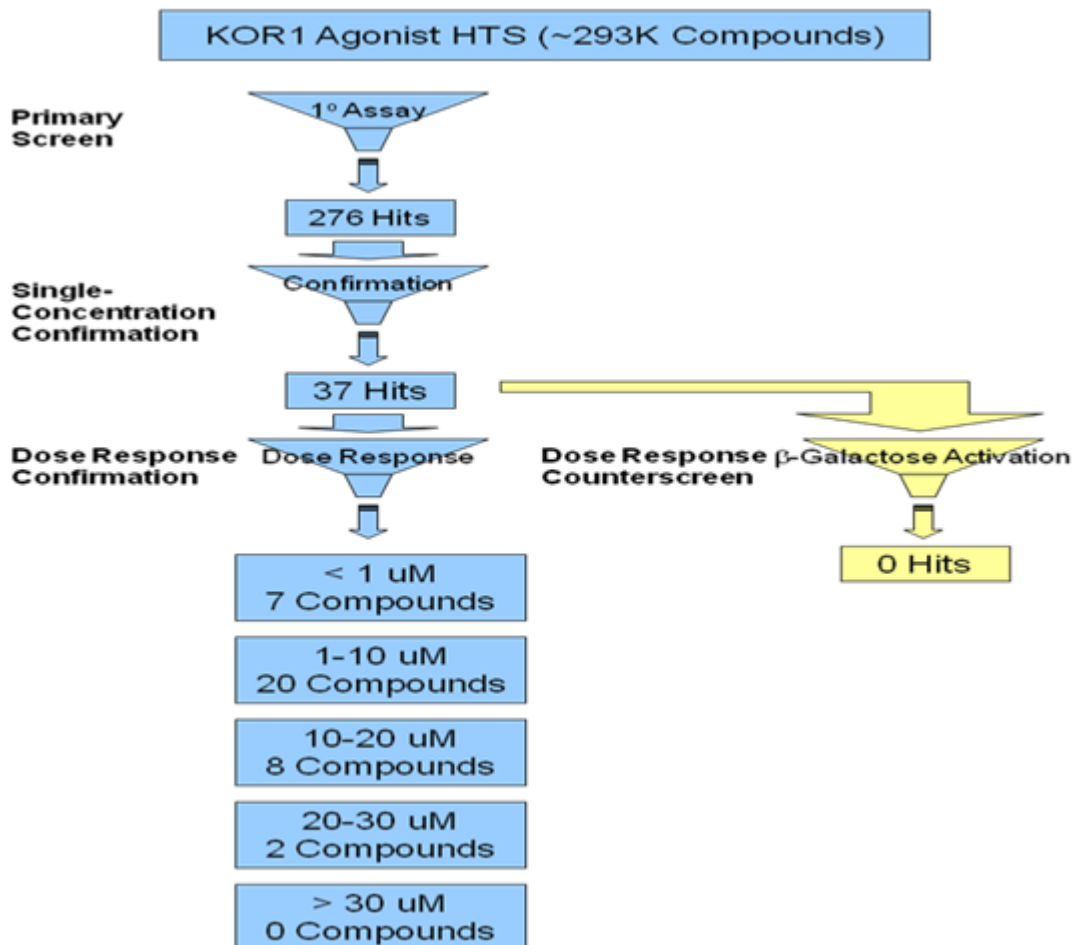 KOR1 Agonist HTS (~293K Compounds)
Primary
Screen
1º Assay
276 Hits
Single-
Concentration
Confirmation
Confirmation
37 Hits
Dose Response
Confirmation
Dose Response
Dose Response
Counterscreen
β-Galactose Activation
0 Hits
< 1 uM
7 Compounds
1-10 uM
20 Compounds
10-20 uM
8 Compounds
20-30 uM
2 Compounds
> 30 uM
0 Compounds